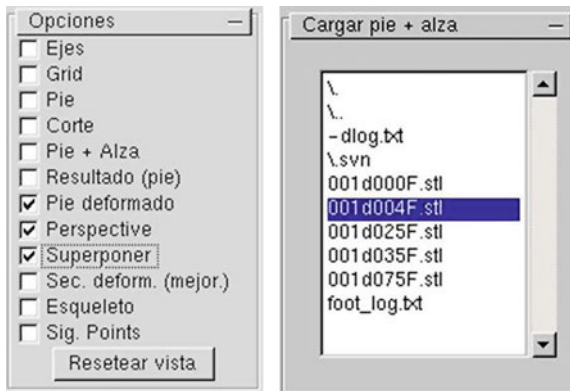 Opciones
Ejes
Grid
Pie
Corte
Pie + Alza
Resultado (pie)
Pie deformado
Perspective
Superponer
Sec. deform. (mejor.)
Esqueleto
Sig. Points
Resetear vista
Cargar pie + alza
\.
\..
-dlog.txt
\.svn
001d000F.stl
001d004F.stl
001d025F.stl
001d035F.stl
001d075F.stl
foot_log.txt